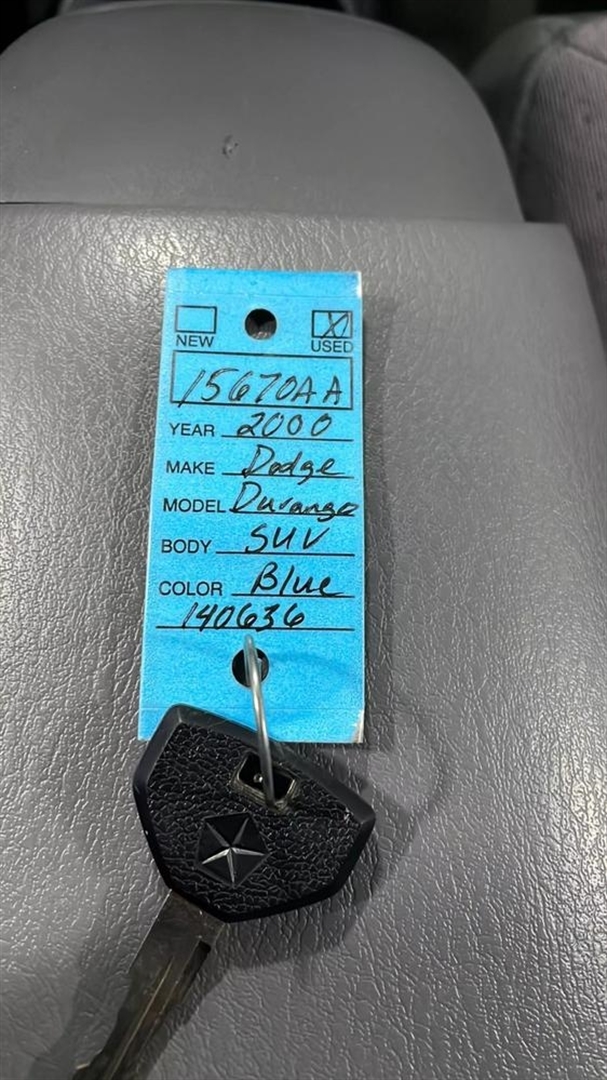 NEW USED
15670AA
YEAR 2000
MAKE Dodge
MODEL Durango
BODY SUV
COLOR Blue
140636